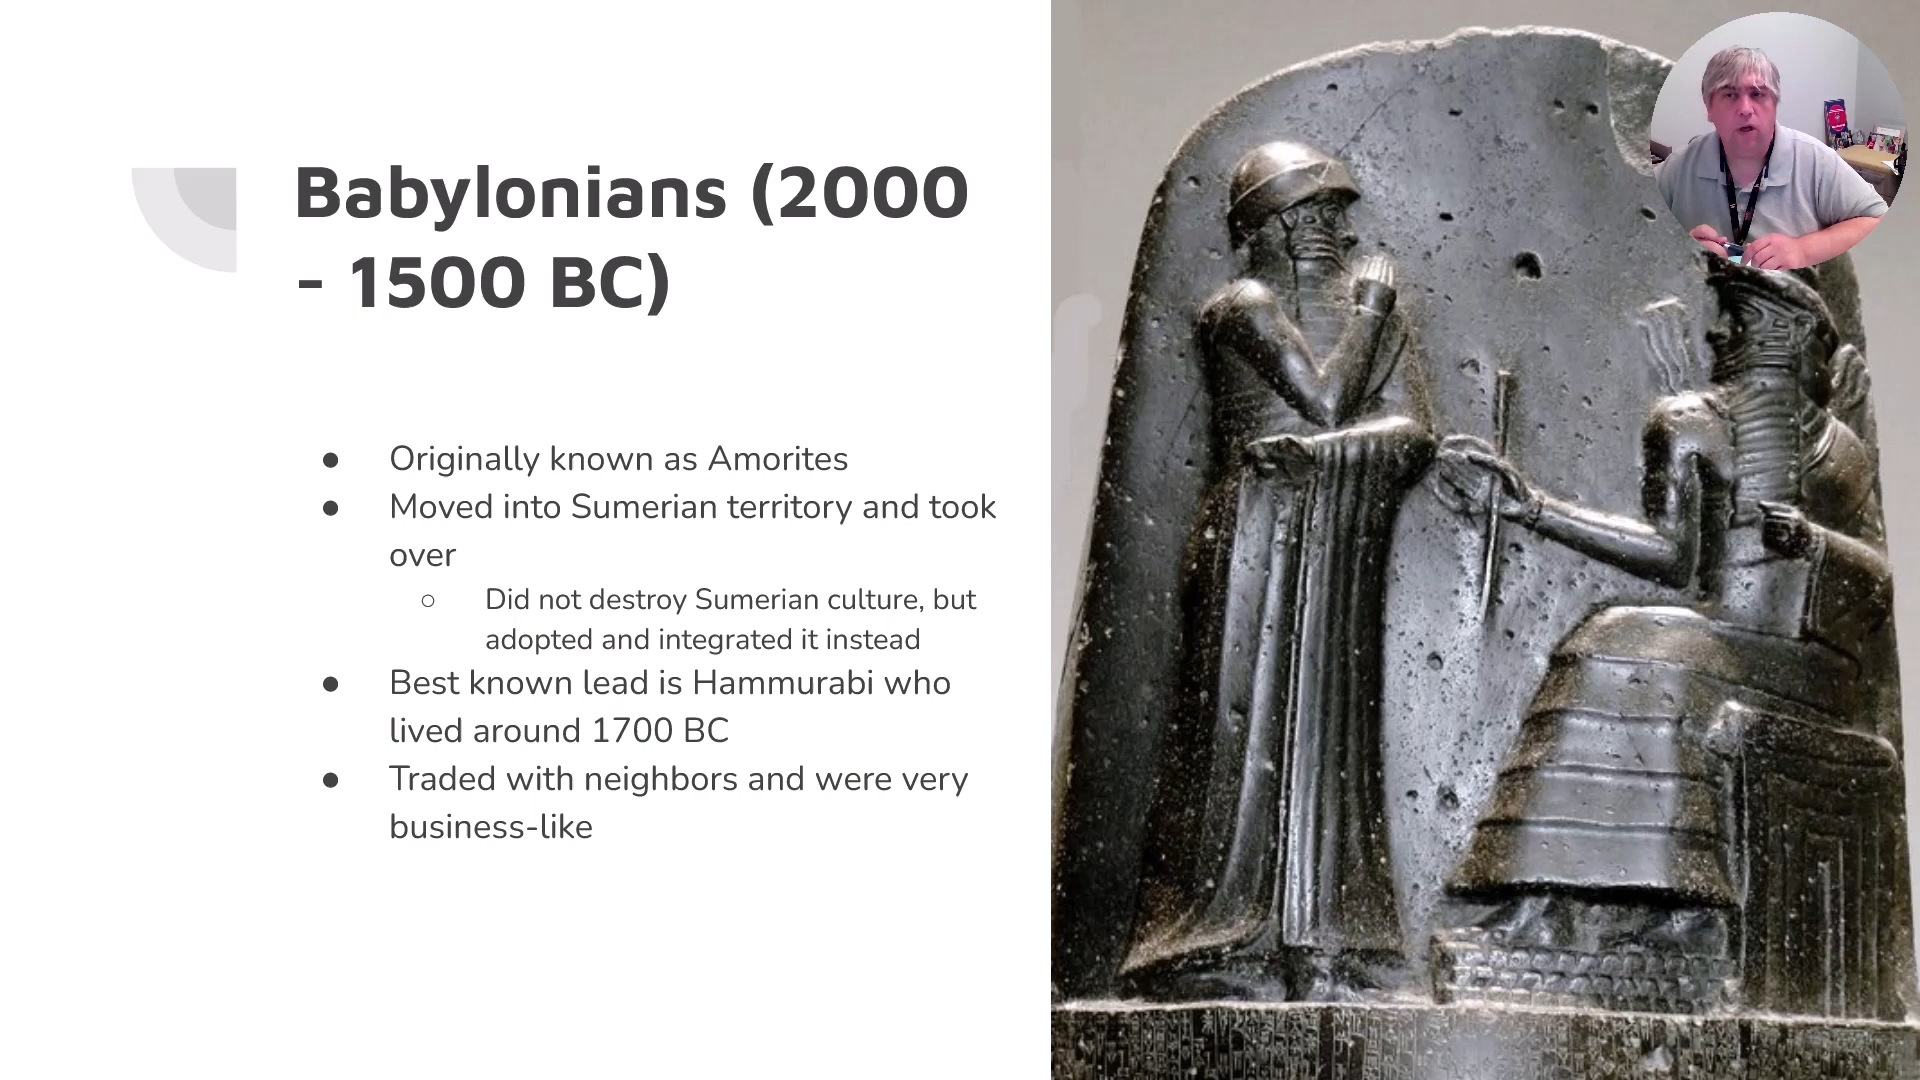 Babylonians (2000
- 1500 BC)
● Originally known as Amorites
● Moved into Sumerian territory and took
over
○ Did not destroy Sumerian culture, but
adopted and integrated it instead
● Best known lead is Hammurabi who
lived around 1700 BC
● Traded with neighbors and were very
business-like